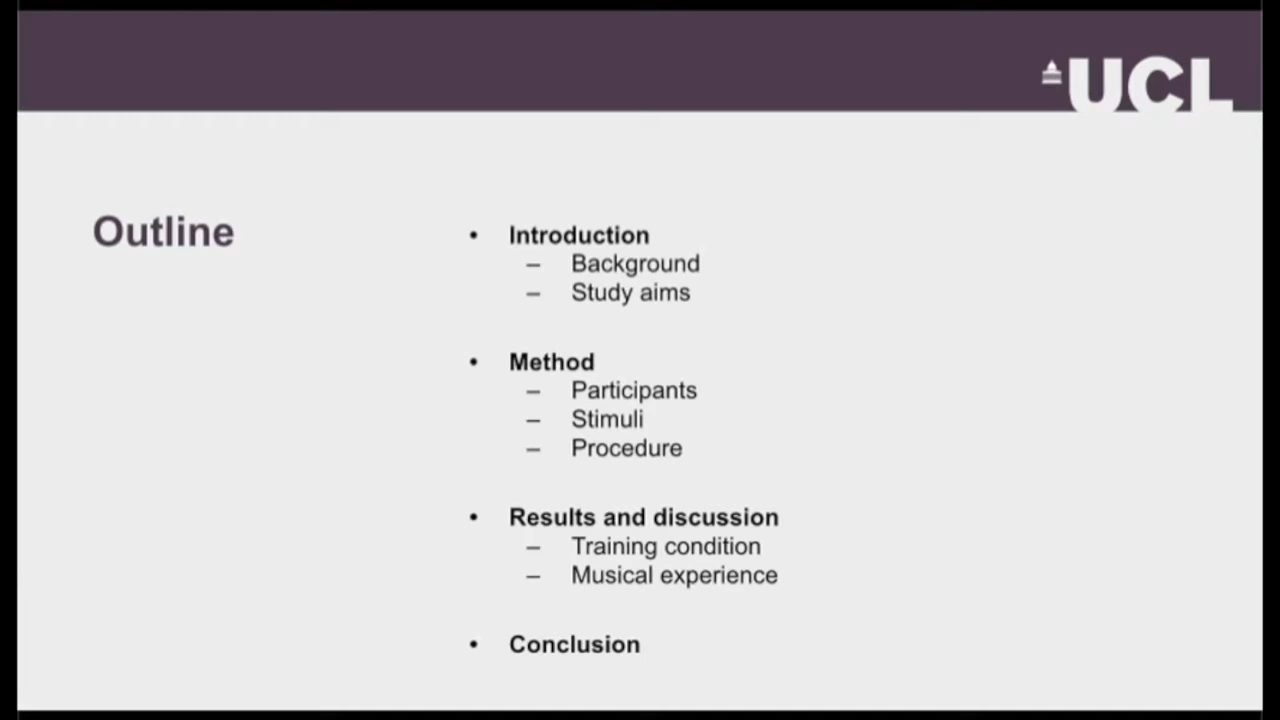 UCL
Outline
• Introduction
– Background
– Study aims
• Method
– Participants
– Stimuli
– Procedure
• Results and discussion
– Training condition
– Musical experience
• Conclusion